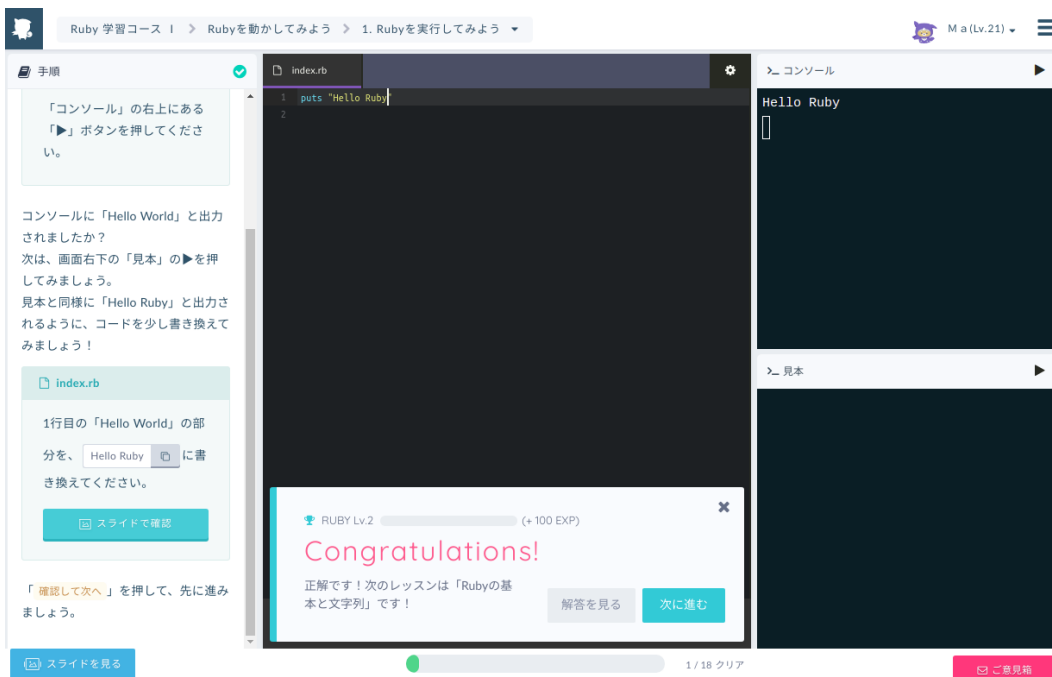 Ruby 学習コース Ⅰ
Rubyを動かしてみよう
1. Rubyを実行してみよう
M a (Lv.21)
手順
「コンソール」の右上にある
「▶」ボタンを押してくださ
い。
コンソールに「Hello World」と出力
されましたか？
次は、画面右下の「見本」の▶を押
してみましょう。
見本と同様に「Hello Ruby」と出力さ
れるように、コードを少し書き換えて
みましょう！
index.rb
1行目の「Hello World」の部
分を、 Hello Ruby に書
き換えてください。
スライドで確認
「 確認して次へ 」を押して、先に進み
ましょう。
スライドを見る
index.rb
1 puts "Hello Ruby"
2
RUBY Lv.2 (+ 100 EXP)
Congratulations!
正解です！次のレッスンは「Rubyの基
本と文字列」です！
解答を見る
次に進む
1 / 18 クリア
コンソール
Hello Ruby
見本
ご意見箱